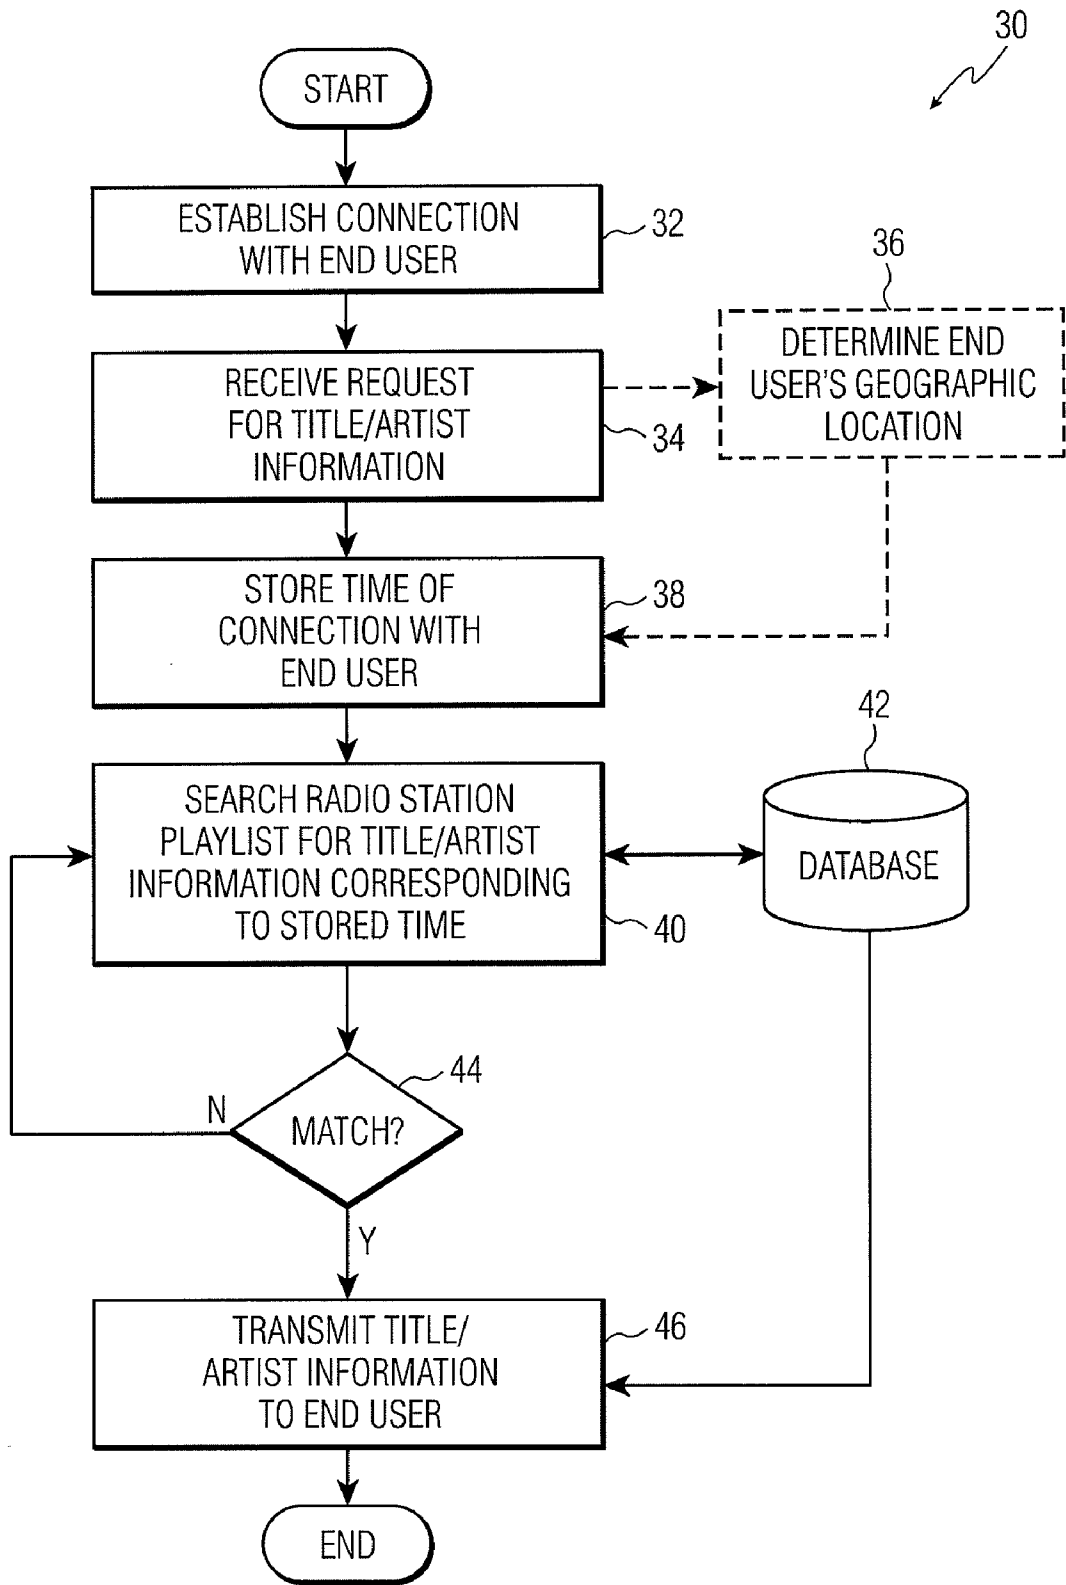 30
START
ESTABLISH CONNECTION
WITH END USER
32
36
DETERMINE END
USER'S GEOGRAPHIC
LOCATION
RECEIVE REQUEST
FOR TITLE/ARTIST
INFORMATION
34
STORE TIME OF
CONNECTION WITH
END USER
38
42
DATABASE
SEARCH RADIO STATION
PLAYLIST FOR TITLE/ARTIST
INFORMATION CORRESPONDING
TO STORED TIME
40
44
N
MATCH?
Y
TRANSMIT TITLE/
ARTIST INFORMATION
TO END USER
46
END